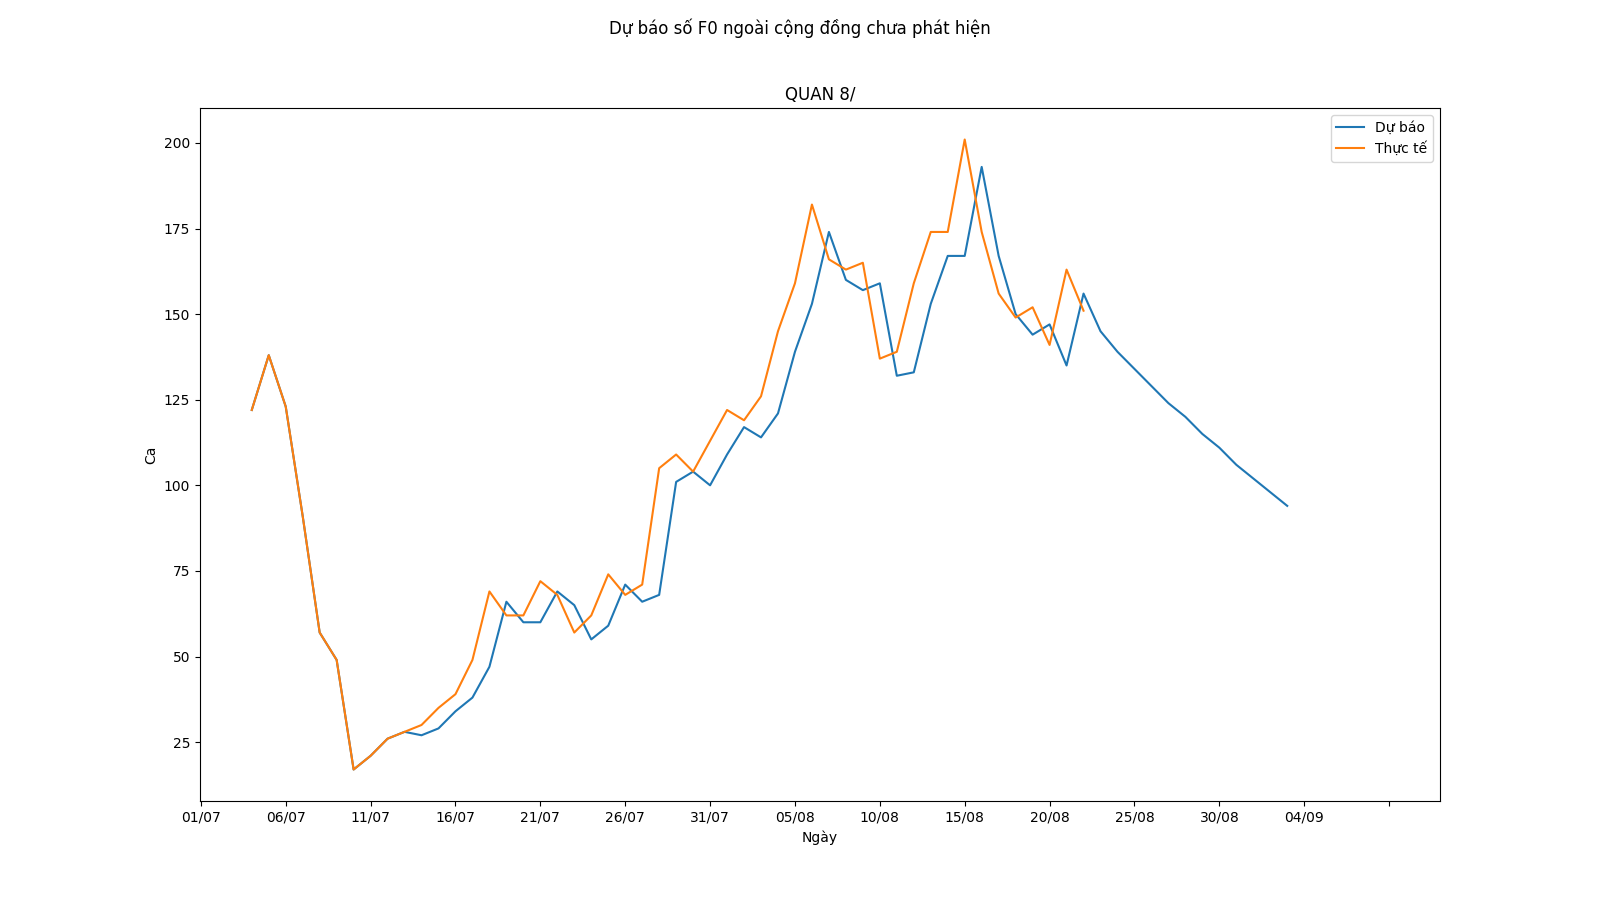 Dự báo số F0 ngoài cộng đồng chưa phát hiện
QUAN 8/
Dự báo
Thực tế
200
175
150
125
100
75
50
25
Ca
01/07 06/07 11/07 16/07 21/07 26/07 31/07 05/08 10/08 15/08 20/08 25/08 30/08 04/09
Ngày